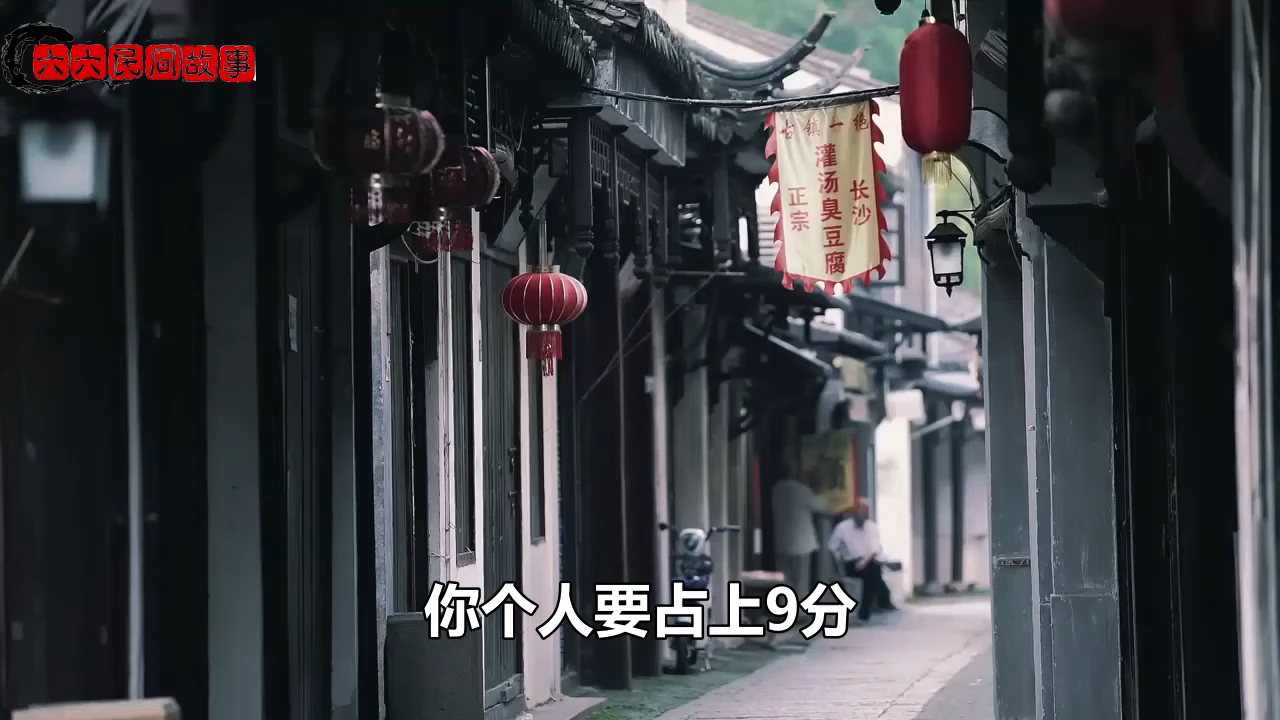 六大民间故事
古镇一绝
长沙
灌汤臭豆腐
正宗
你个人要占上9分